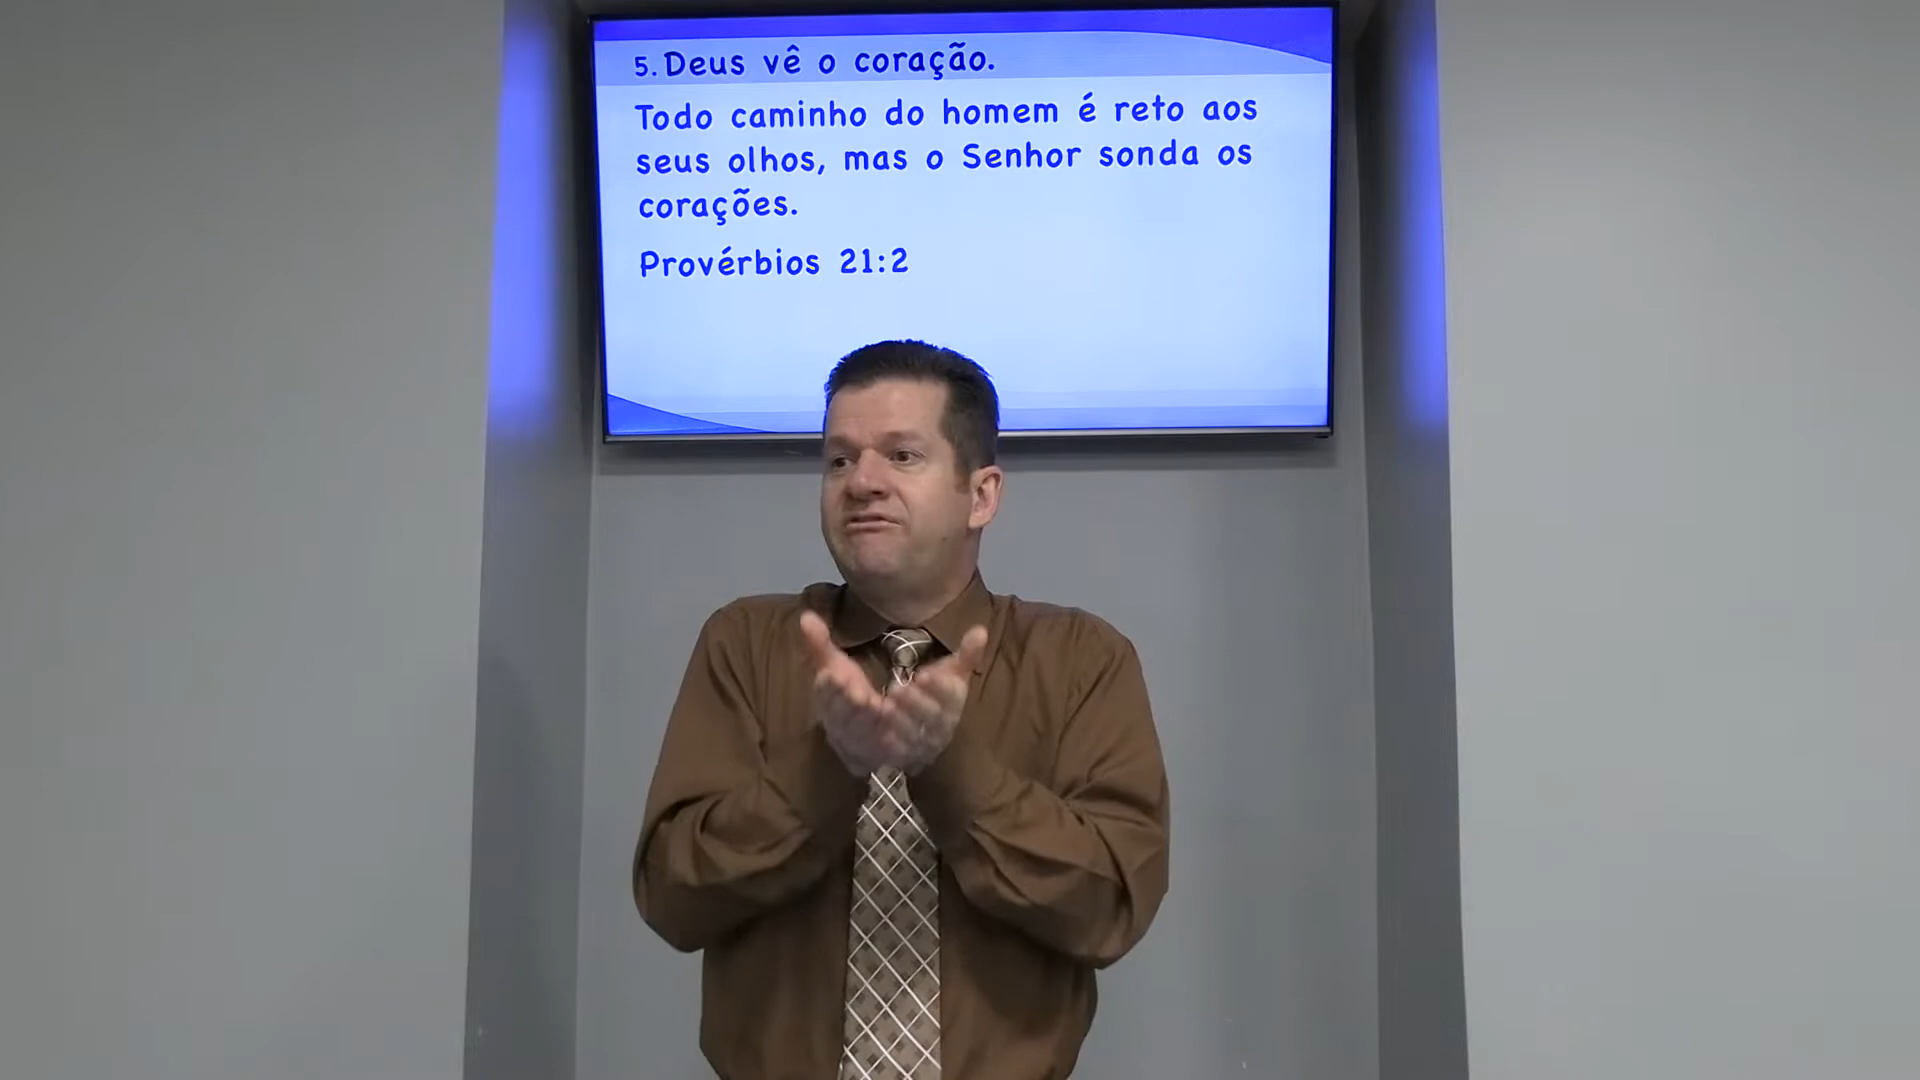 5. Deus vê o coração.
Todo caminho do homem é reto aos
seus olhos, mas o Senhor sonda os
corações.
Provérbios 21:2